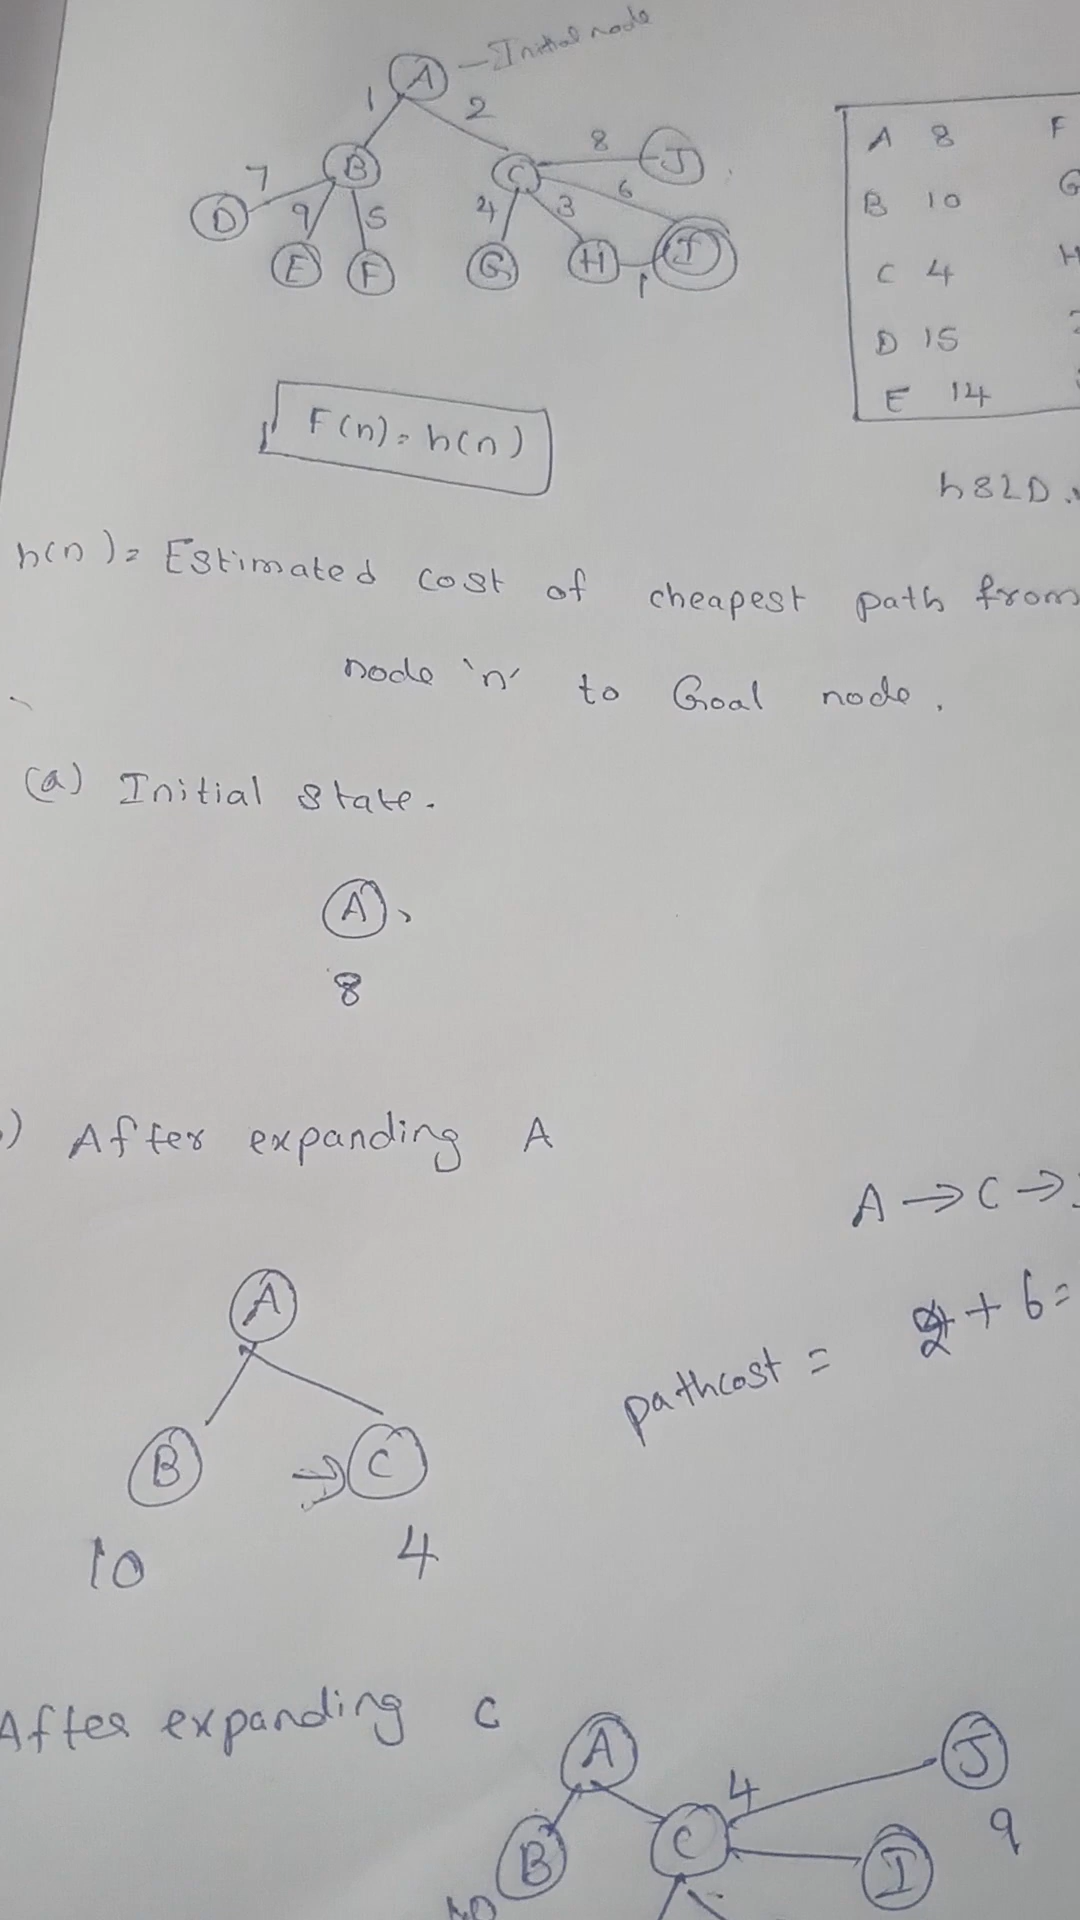 A - Initial node
1 2
B C 8 J
7 9 5 4 3 6
D E F G H 1 I
A 8 F
B 10 G
C 4 H
D 15
E 14
F(n) = h(n)
hSLD
h(n) = Estimated cost of cheapest path from
node 'n' to Goal node.
(a) Initial state.
A
8
) After expanding A
A → C →
pathcost = 2 + 6 =
A
B → C
10 4
After expanding C
A J
4 9
B C I
10